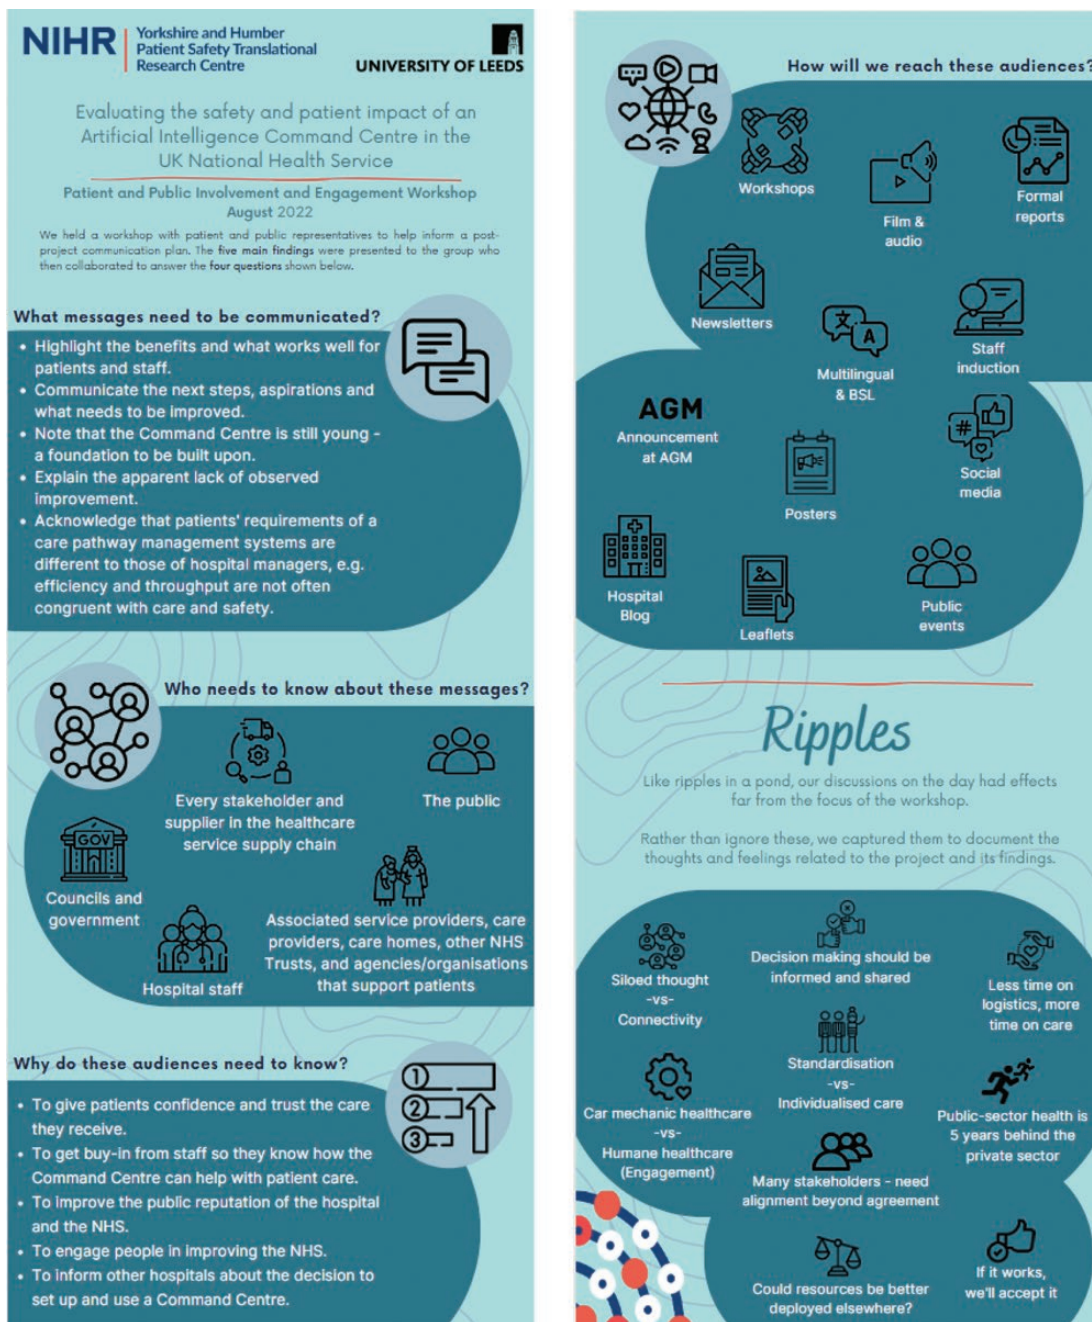 NIHR
Yorkshire and Humber
Patient Safety Translational
Research Centre
UNIVERSITY OF LEEDS
Evaluating the safety and patient impact of an
Artificial Intelligence Command Centre in the
UK National Health Service
Patient and Public Involvement and Engagement Workshop
August 2022
We held a workshop with patient and public representatives to help inform a post-
project communication plan. The five main findings were presented to the group who
then collaborated to answer the four questions shown below.
What messages need to be communicated?
• Highlight the benefits and what works well for
patients and staff.
• Communicate the next steps, aspirations and
what needs to be improved.
• Note that the Command Centre is still young -
a foundation to be built upon.
• Explain the apparent lack of observed
improvement.
• Acknowledge that patients' requirements of a
care pathway management systems are
different to those of hospital managers, e.g.
efficiency and throughput are not often
congruent with care and safety.
Who needs to know about these messages?
Every stakeholder and
supplier in the healthcare
service supply chain
The public
GOV
Councils and
government
Hospital staff
Associated service providers, care
providers, care homes, other NHS
Trusts, and agencies/organisations
that support patients
Why do these audiences need to know?
1
2
3
• To give patients confidence and trust the care
they receive.
• To get buy-in from staff so they know how the
Command Centre can help with patient care.
• To improve the public reputation of the hospital
and the NHS.
• To engage people in improving the NHS.
• To inform other hospitals about the decision to
set up and use a Command Centre.
How will we reach these audiences?
Workshops
Film &
audio
Formal
reports
Newsletters
文
A
Multilingual
& BSL
Staff
induction
AGM
Announcement
at AGM
Posters
#
Social
media
Hospital
Blog
Leaflets
Public
events
Ripples
Like ripples in a pond, our discussions on the day had effects
far from the focus of the workshop.
Rather than ignore these, we captured them to document the
thoughts and feelings related to the project and its findings.
Siloed thought
-vs-
Connectivity
Decision making should be
informed and shared
Less time on
logistics, more
time on care
Car mechanic healthcare
-vs-
Humane healthcare
(Engagement)
Standardisation
-vs-
Individualised care
Public-sector health is
5 years behind the
private sector
Many stakeholders - need
alignment beyond agreement
Could resources be better
deployed elsewhere?
If it works,
we'll accept it